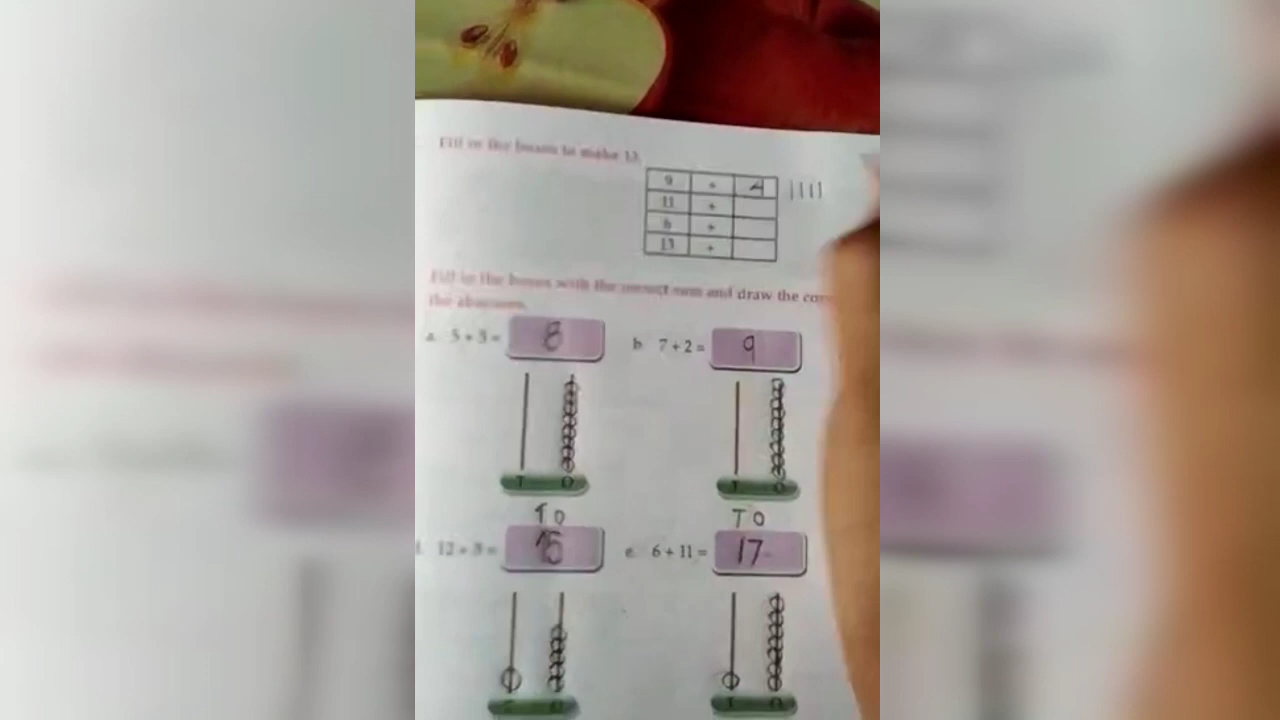 Fill in the boxes to make 13.
9 + 4 ||||
11 +
6 +
13 +
Fill in the boxes with the correct sum and draw the
the abacuses.
a. 5 + 3 = 8 b. 7 + 2 = 9
T O T O
T O T O
12 + 3 = 15 e. 6 + 11 = 17
T O T O